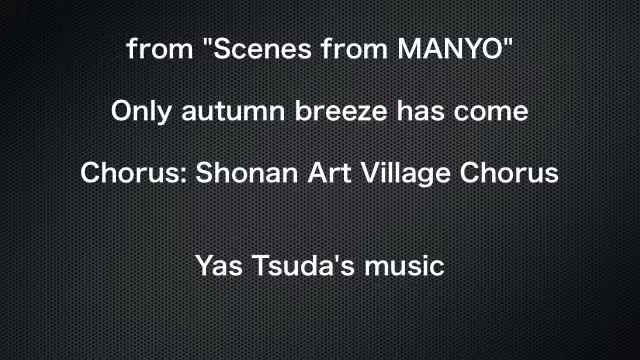 from "Scenes from MANYO"
Only autumn breeze has come
Chorus: Shonan Art Village Chorus
Yas Tsuda's music